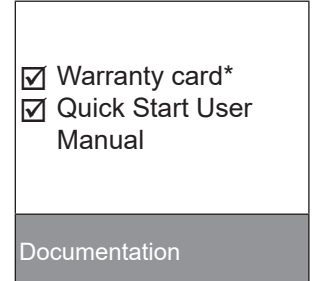 ☑ Warranty card*
☑ Quick Start User
Manual
Documentation